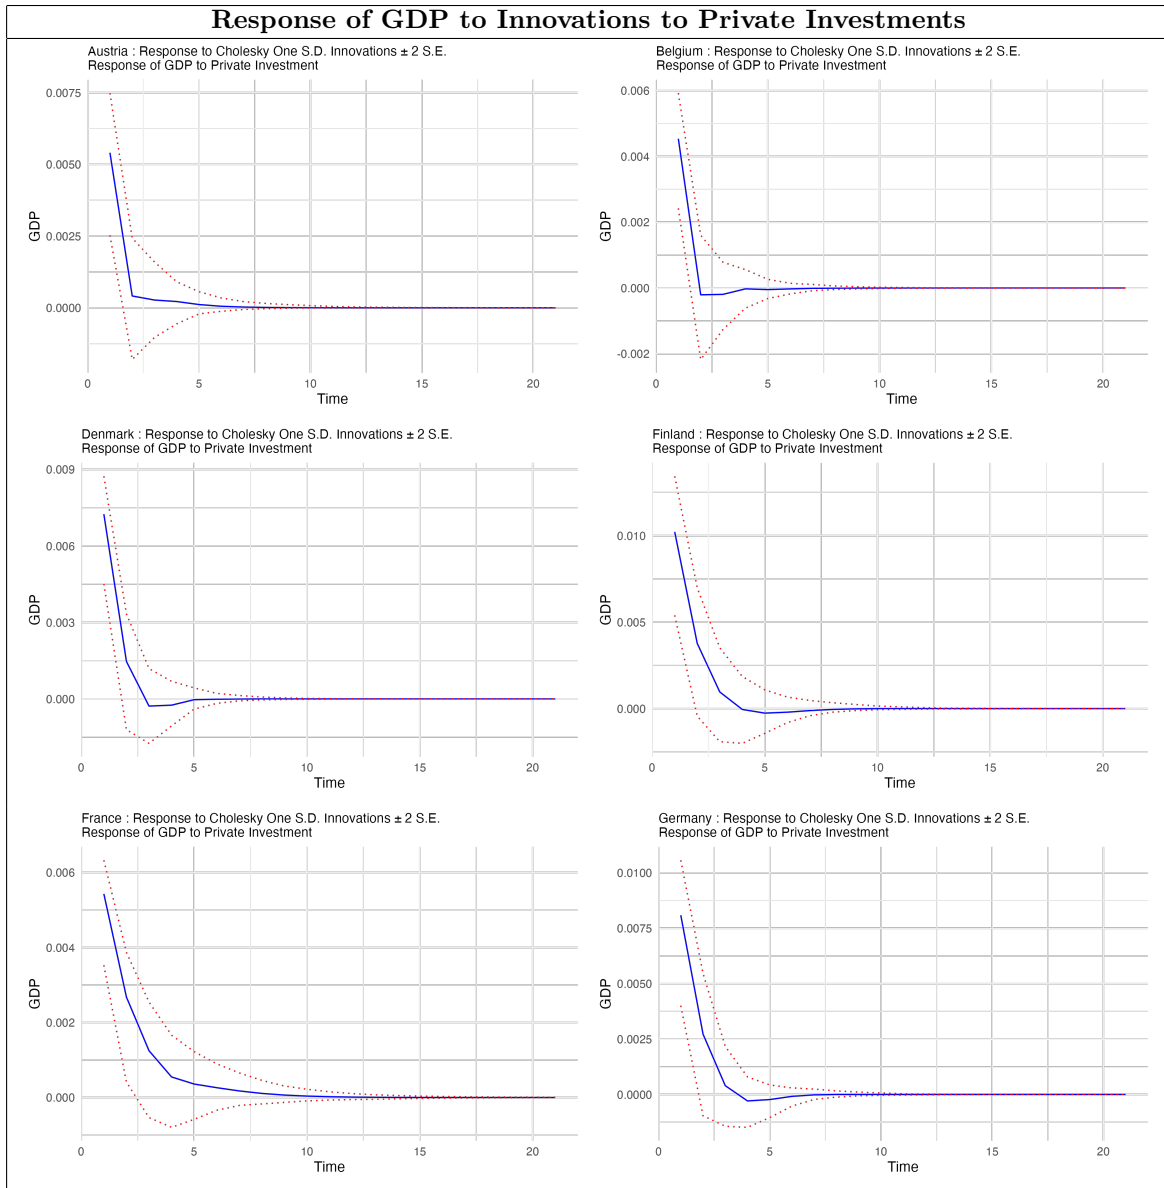 Response of GDP to Innovations to Private Investments
Austria : Response to Cholesky One S.D. Innovations ± 2 S.E.
Response of GDP to Private Investment
0.0075
0.0050
0.0025
0.0000
GDP
0 5 10 15 20
Time
Belgium : Response to Cholesky One S.D. Innovations ± 2 S.E.
Response of GDP to Private Investment
0.006
0.004
0.002
0.000
-0.002
GDP
0 5 10 15 20
Time
Denmark : Response to Cholesky One S.D. Innovations ± 2 S.E.
Response of GDP to Private Investment
0.009
0.006
0.003
0.000
GDP
0 5 10 15 20
Time
Finland : Response to Cholesky One S.D. Innovations ± 2 S.E.
Response of GDP to Private Investment
0.010
0.005
0.000
GDP
0 5 10 15 20
Time
France : Response to Cholesky One S.D. Innovations ± 2 S.E.
Response of GDP to Private Investment
0.006
0.004
0.002
0.000
GDP
0 5 10 15 20
Time
Germany : Response to Cholesky One S.D. Innovations ± 2 S.E.
Response of GDP to Private Investment
0.0100
0.0075
0.0050
0.0025
0.0000
GDP
0 5 10 15 20
Time